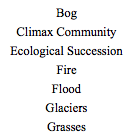 Bog
Climax Community
Ecological Succession
Fire
Flood
Glaciers
Grasses